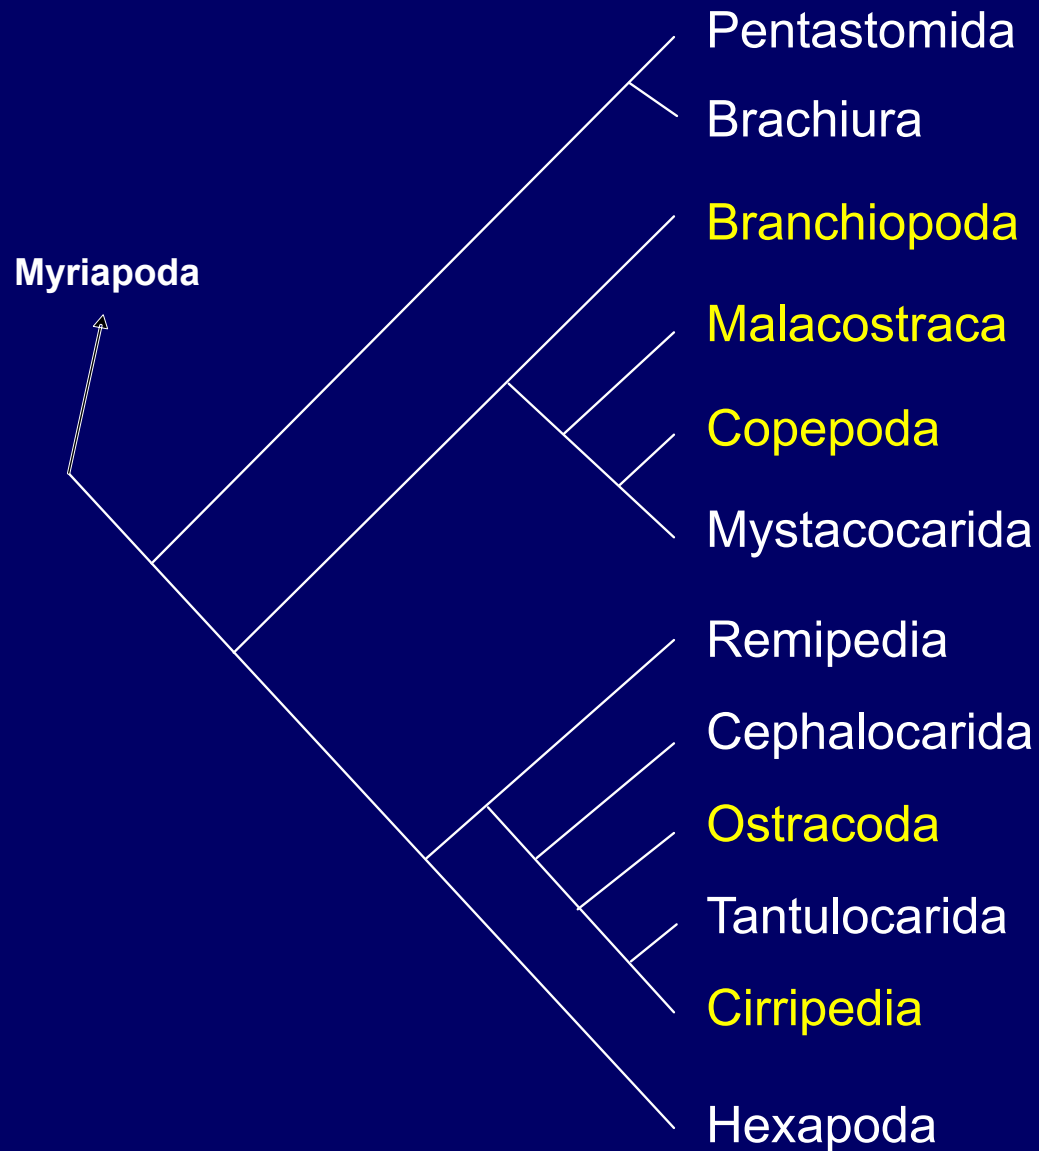 Pentastomida
Brachiura
Branchiopoda
Myriapoda
Malacostraca
Copepoda
Mystacocarida
Remipedia
Cephalocarida
Ostracoda
Tantulocarida
Cirripedia
Hexapoda